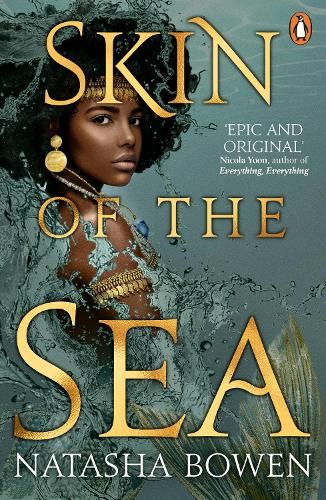 SKIN
'EPIC AND
ORIGINAL'
Nicola Yoon, author of
Everything, Everything
OF THE
SEA
NATASHA BOWEN